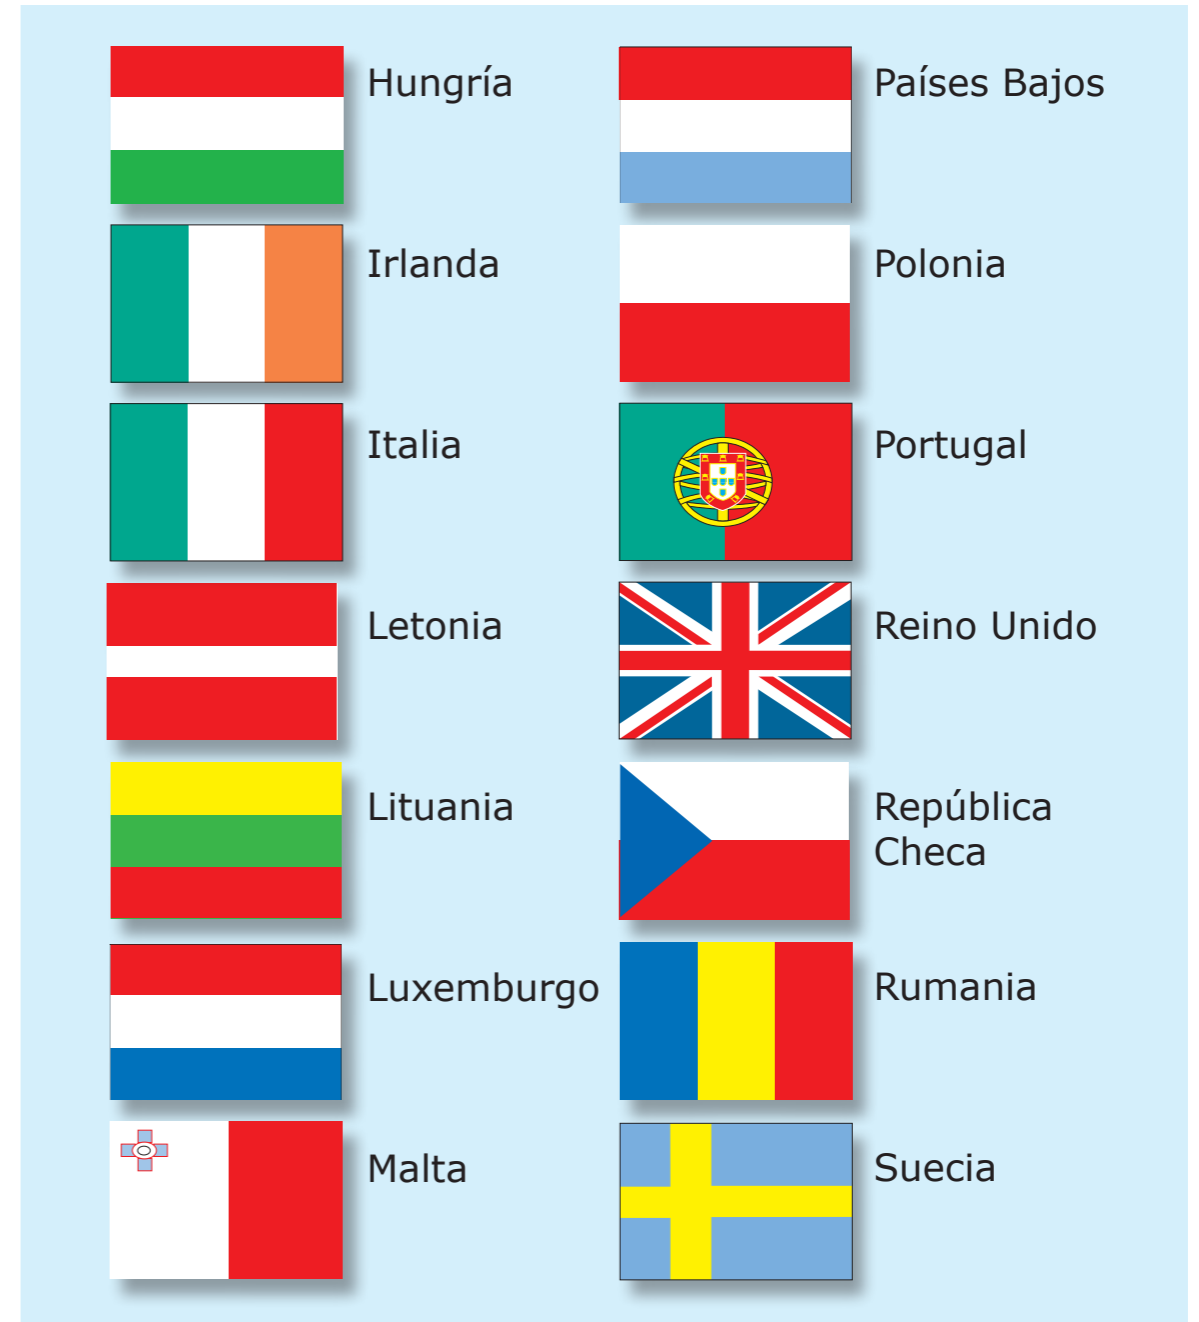 Hungría
Irlanda
Italia
Letonia
Lituania
Luxemburgo
Malta
Países Bajos
Polonia
Portugal
Reino Unido
República
Checa
Rumania
Suecia